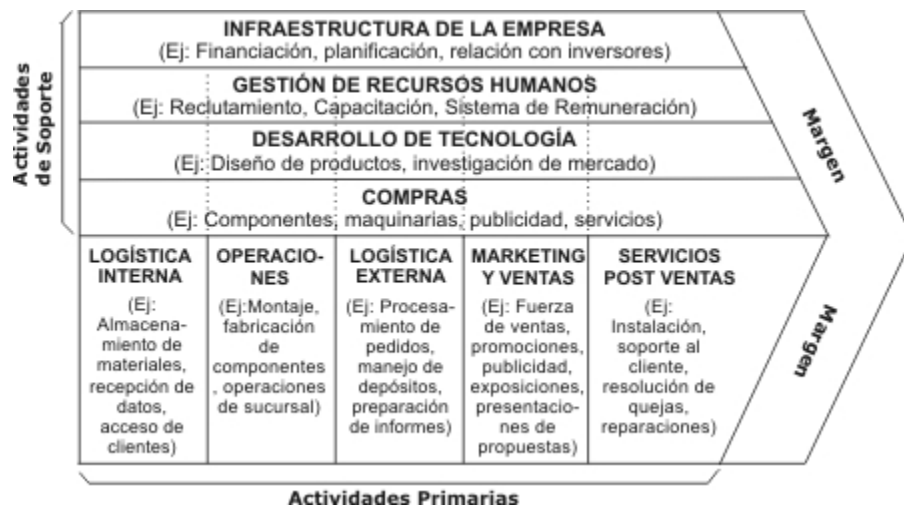 Actividades
de Soporte
INFRAESTRUCTURA DE LA EMPRESA
(Ej: Financiación, planificación, relación con inversores)
GESTIÓN DE RECURSOS HUMANOS
(Ej: Reclutamiento, Capacitación, Sistema de Remuneración)
DESARROLLO DE TECNOLOGÍA
(Ej: Diseño de productos, investigación de mercado)
COMPRAS
(Ej: Componentes, maquinarias, publicidad, servicios)
Margen
LOGÍSTICA
INTERNA
(Ej:
Almacena-
miento de
materiales,
recepción de
datos,
acceso de
clientes)
OPERACIO-
NES
(Ej:Montaje,
fabricación
de
componentes
, operaciones
de sucursal)
LOGÍSTICA
EXTERNA
(Ej: Procesa-
miento de
pedidos,
manejo de
depósitos,
preparación
de informes)
MARKETING
Y VENTAS
(Ej: Fuerza
de ventas,
promociones,
publicidad,
exposiciones,
presentacio-
nes de
propuestas)
SERVICIOS
POST VENTAS
(Ej:
Instalación,
soporte al
cliente,
resolución de
quejas,
reparaciones)
Margen
Actividades Primarias